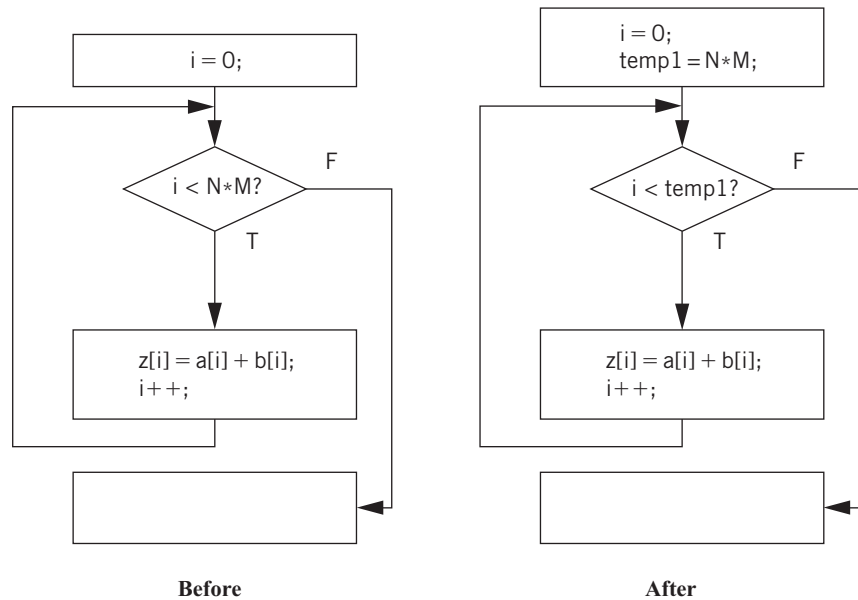 i = 0;
i < N*M?
F
T
z[i] = a[i] + b[i];
i++;
Before
i = 0;
temp1 = N*M;
i < temp1?
F
T
z[i] = a[i] + b[i];
i++;
After